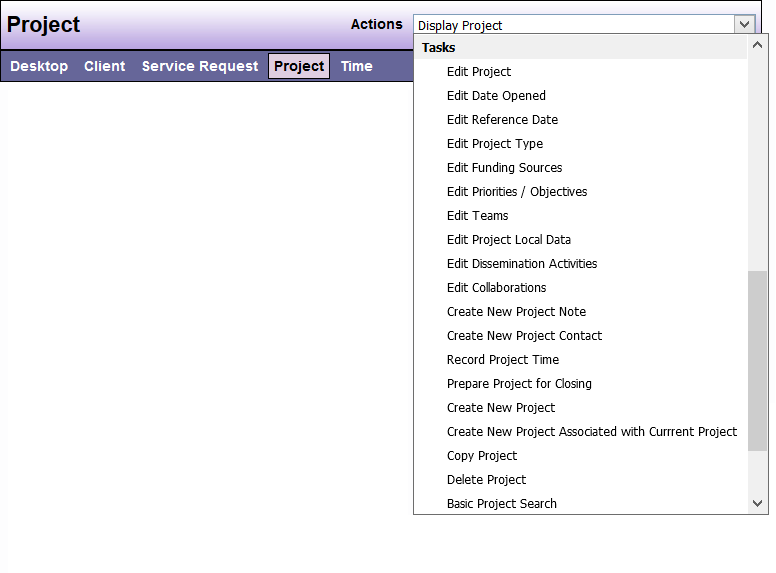 Project
Actions
Display Project
Desktop Client Service Request Project Time
Tasks
Edit Project
Edit Date Opened
Edit Reference Date
Edit Project Type
Edit Funding Sources
Edit Priorities / Objectives
Edit Teams
Edit Project Local Data
Edit Dissemination Activities
Edit Collaborations
Create New Project Note
Create New Project Contact
Record Project Time
Prepare Project for Closing
Create New Project
Create New Project Associated with Currrent Project
Copy Project
Delete Project
Basic Project Search